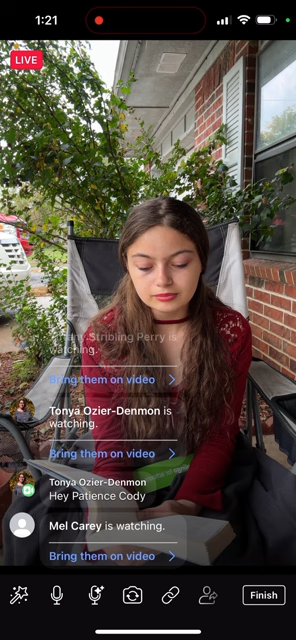 1:21
LIVE
Stribling Perry is
watching.
Bring them on video
Tonya Ozier-Denmon is
watching.
Bring them on video
Tonya Ozier-Denmon
Hey Patience Cody
Mel Carey is watching.
Bring them on video
Finish